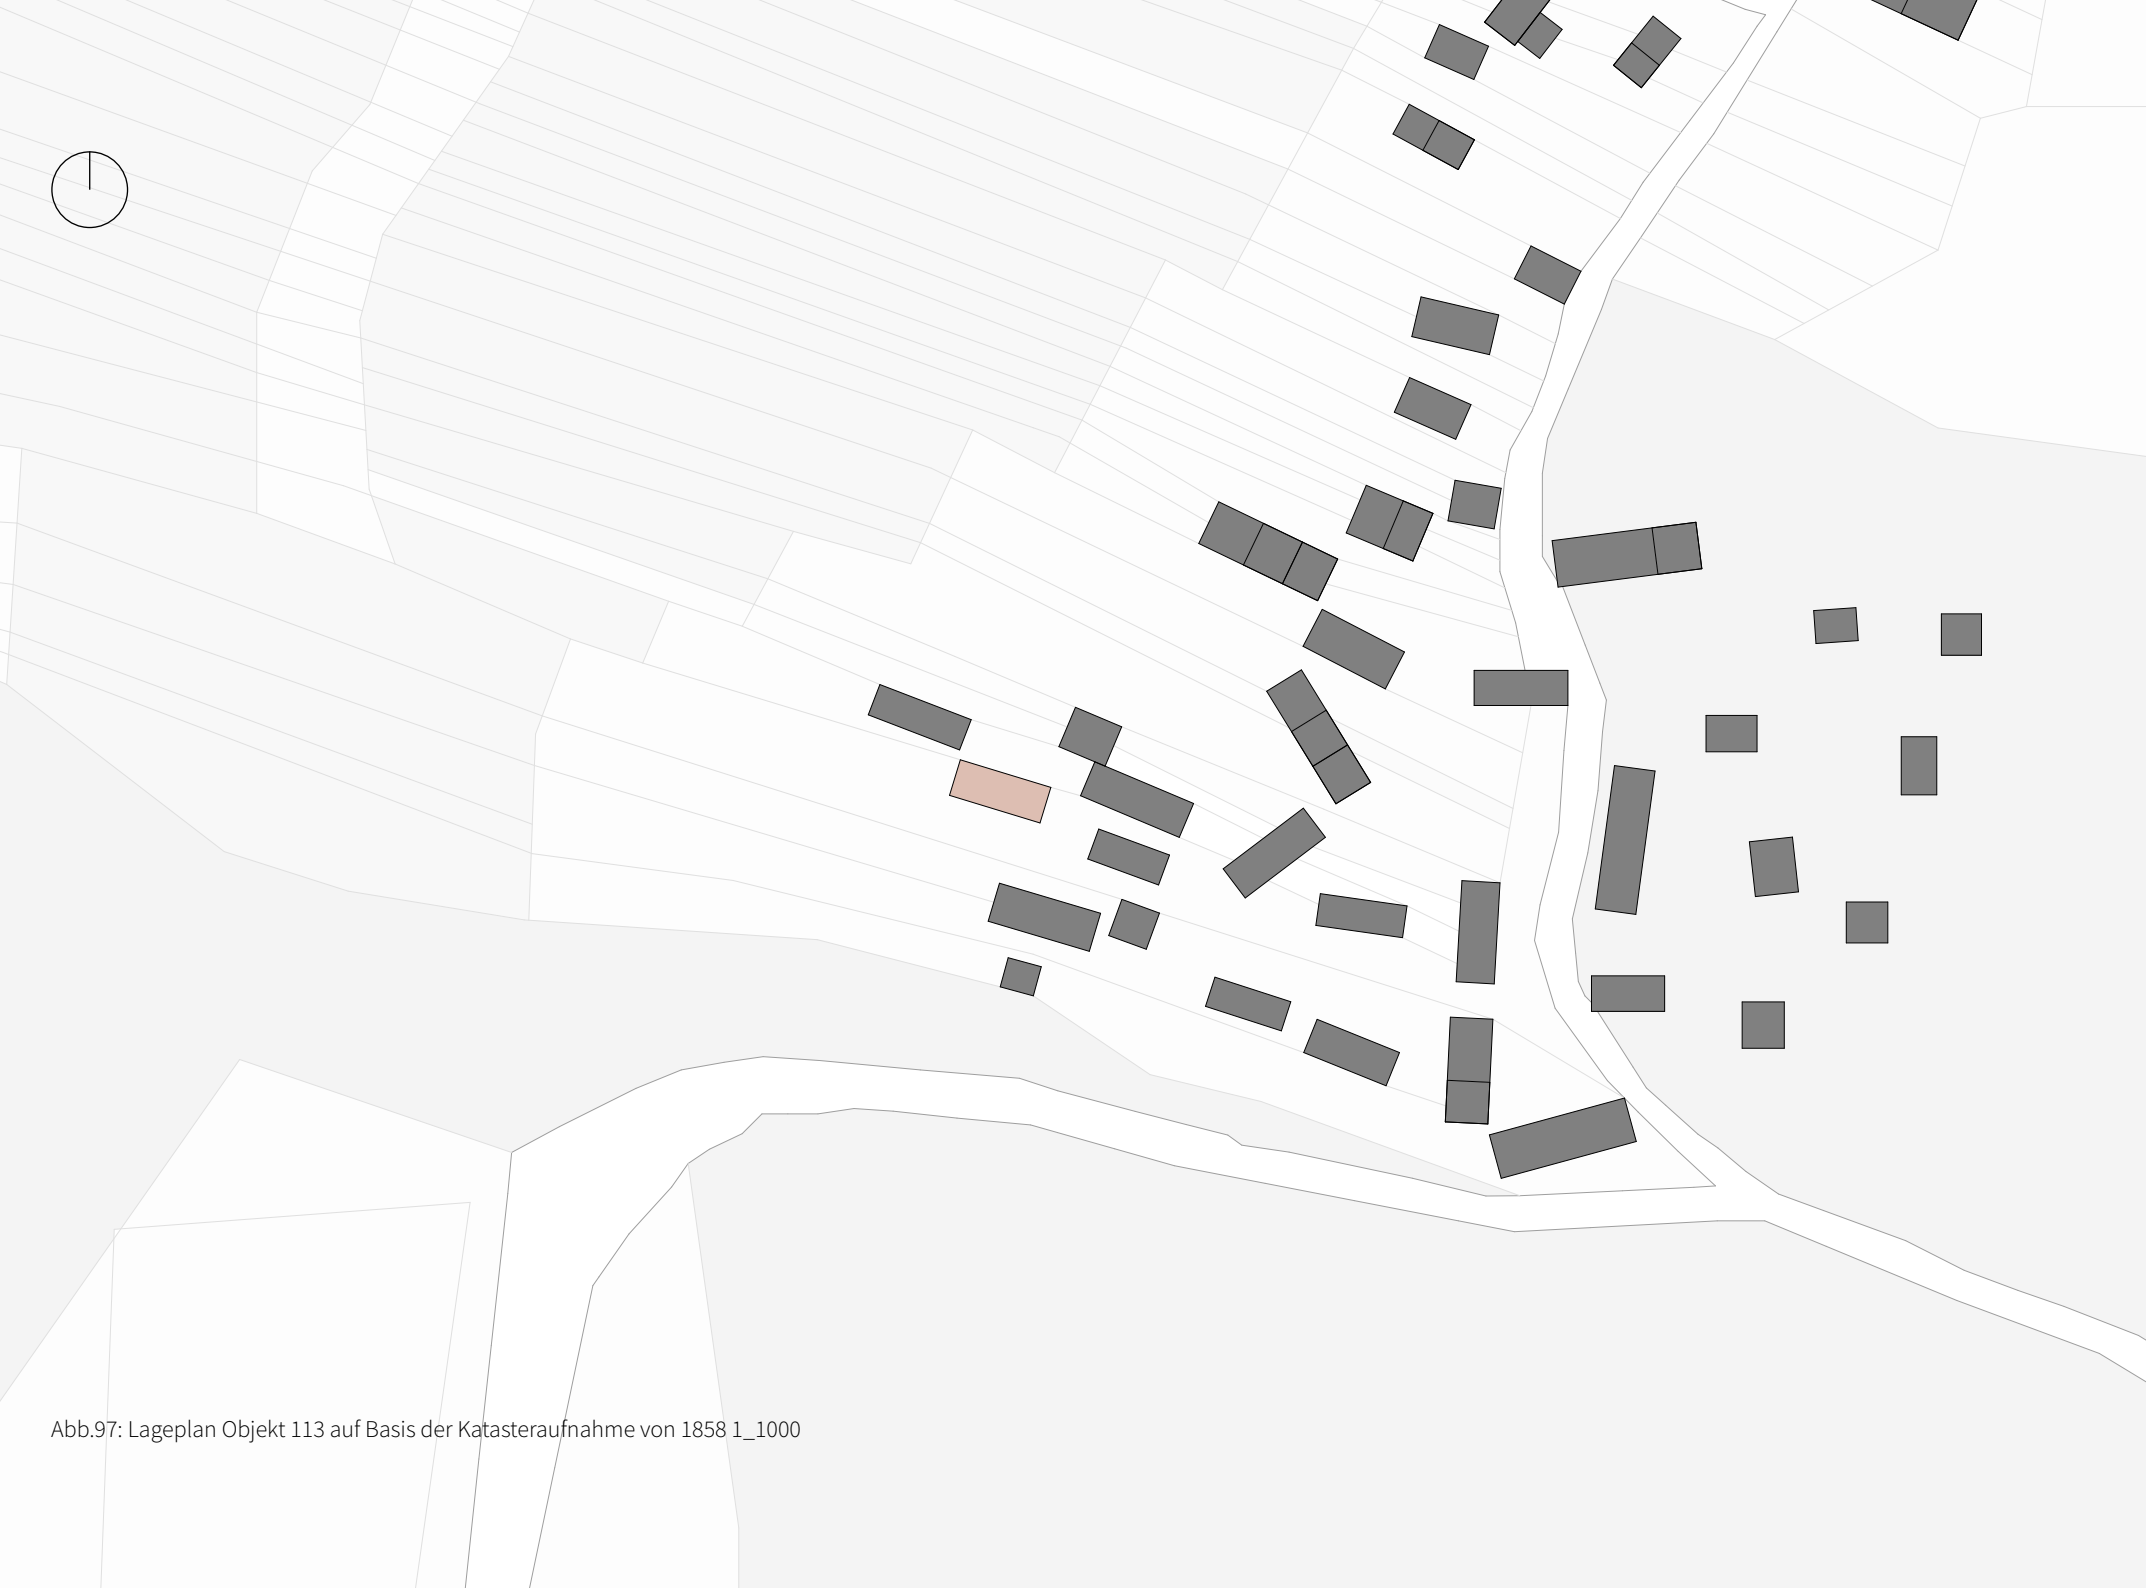 Abb.97: Lageplan Objekt 113 auf Basis der Katasteraufnahme von 1858 1_1000